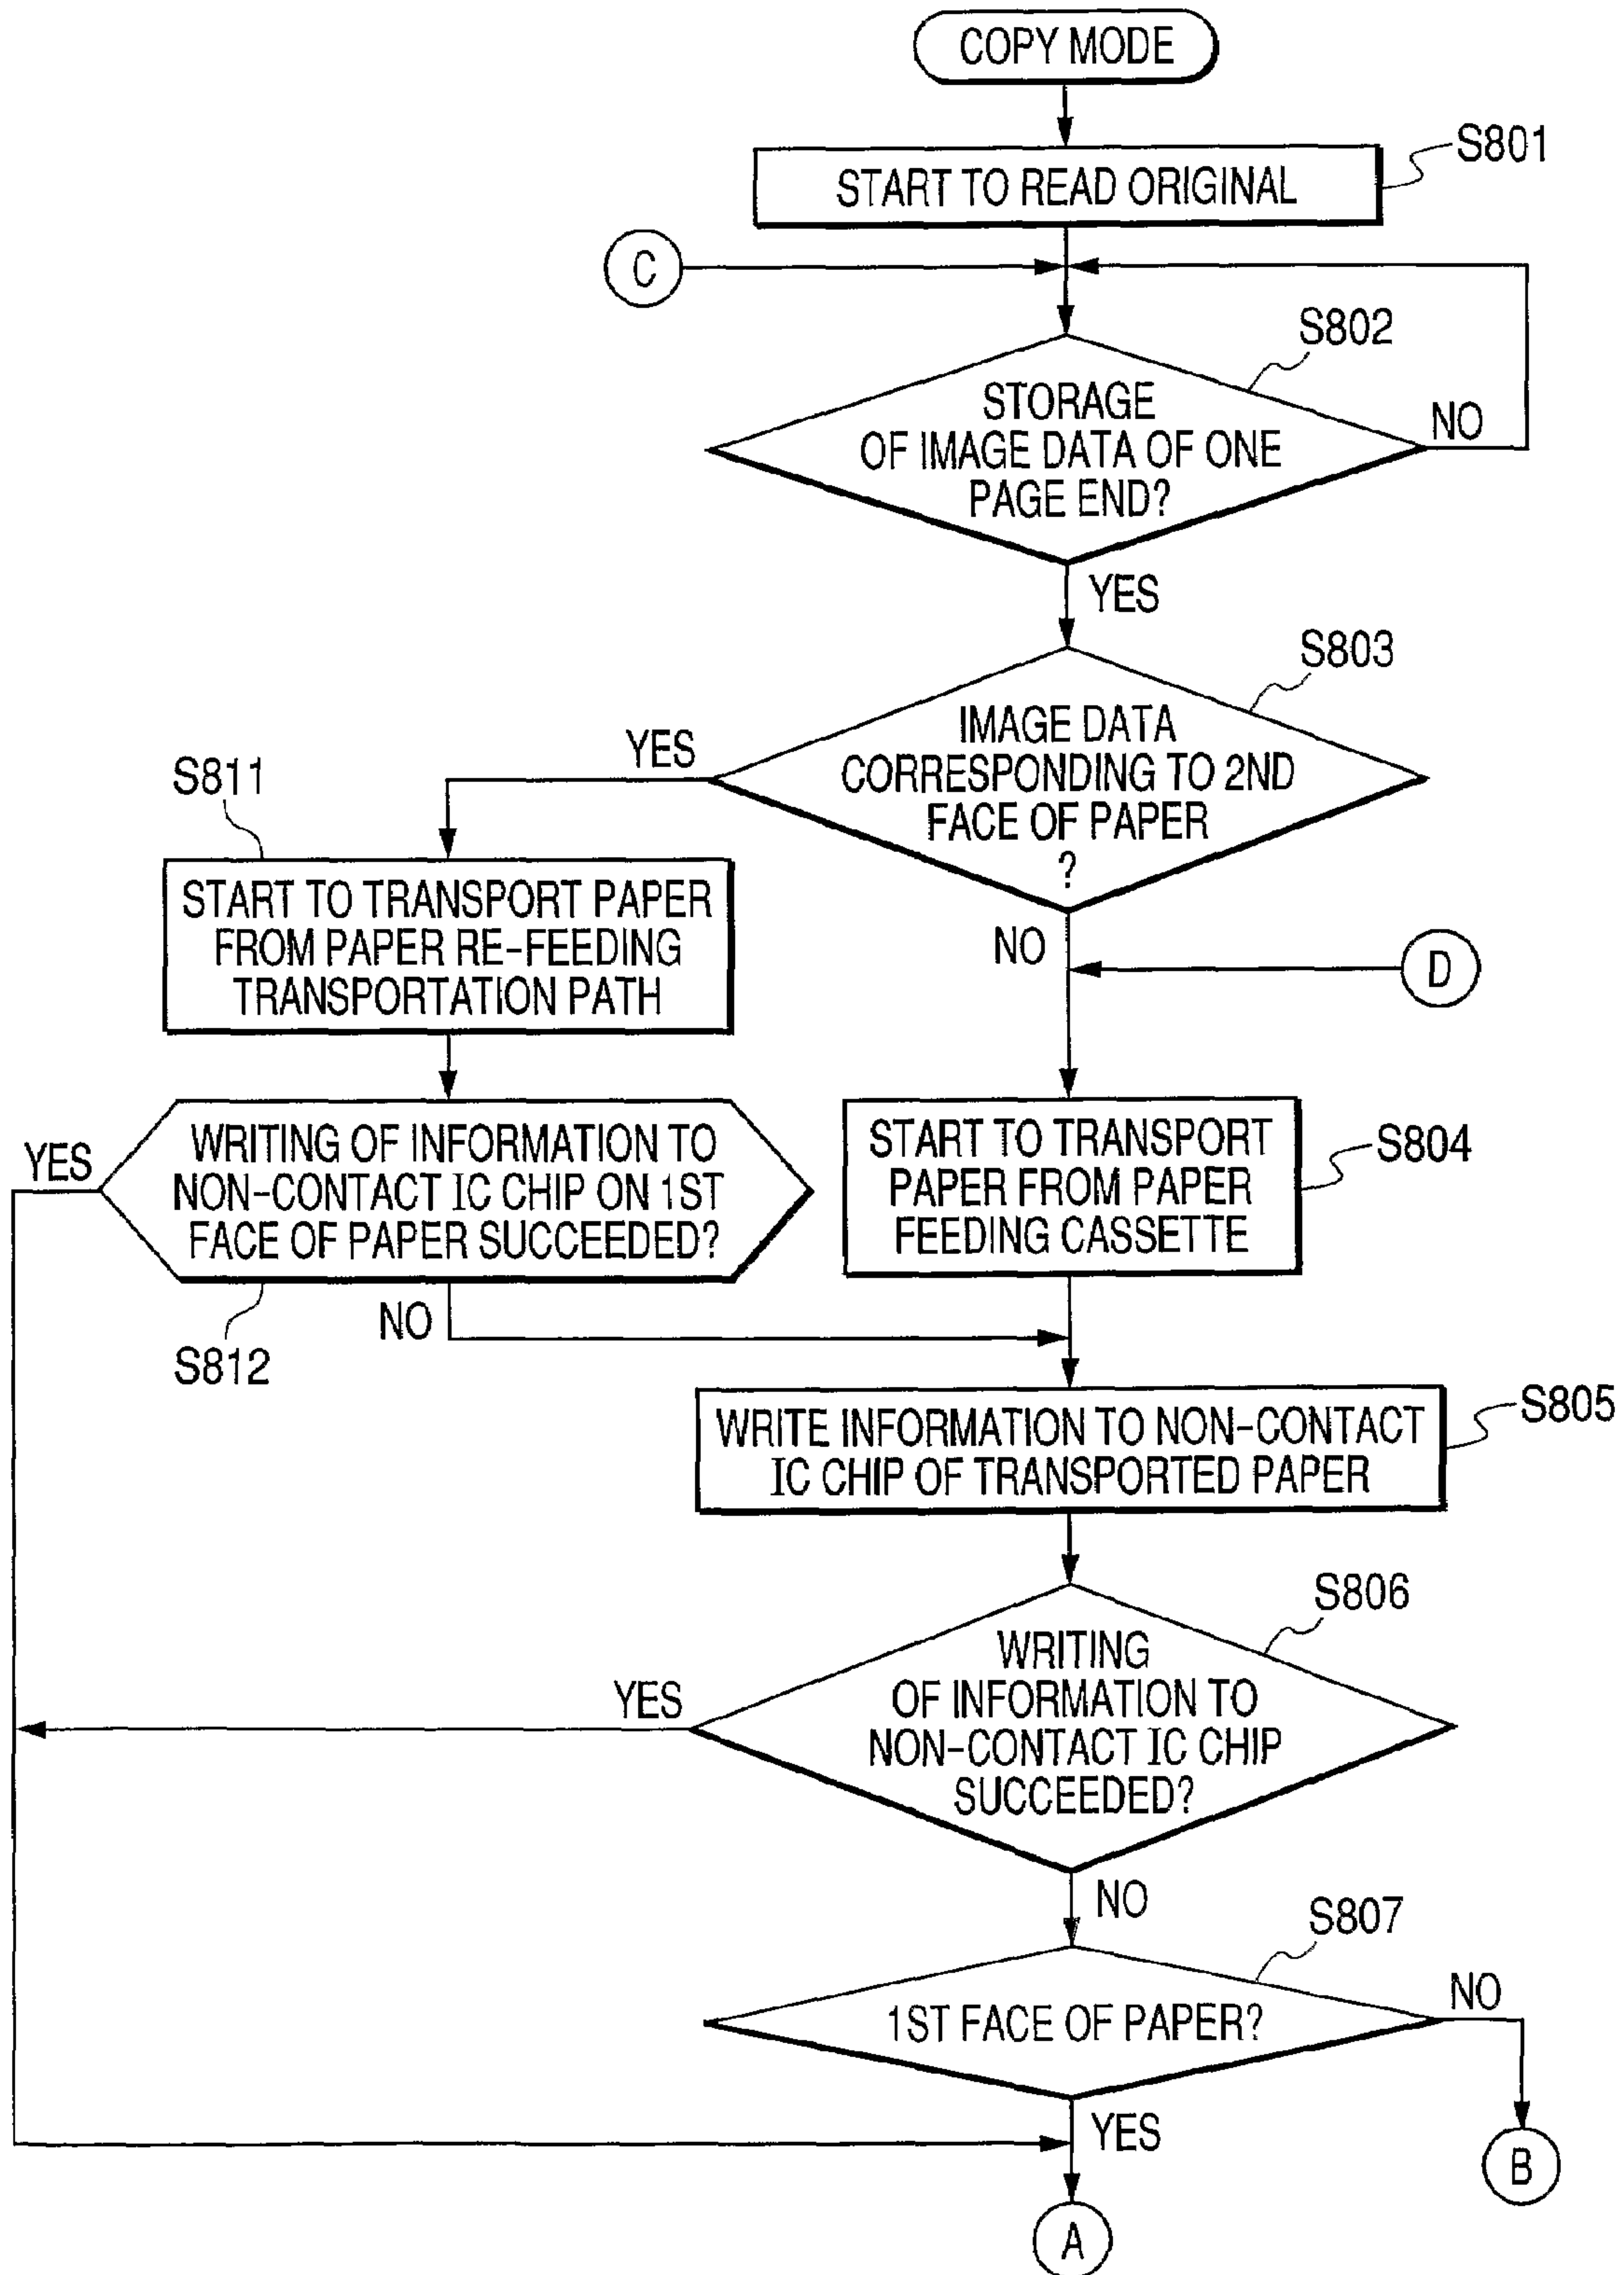 COPY MODE
START TO READ ORIGINAL
S801
C
S802
STORAGE
OF IMAGE DATA OF ONE
PAGE END?
NO
YES
S803
IMAGE DATA
CORRESPONDING TO 2ND
FACE OF PAPER
?
YES
S811
START TO TRANSPORT PAPER
FROM PAPER RE-FEEDING
TRANSPORTATION PATH
NO
D
YES
WRITING OF INFORMATION TO
NON-CONTACT IC CHIP ON 1ST
FACE OF PAPER SUCCEEDED?
START TO TRANSPORT
PAPER FROM PAPER
FEEDING CASSETTE
S804
NO
S812
WRITE INFORMATION TO NON-CONTACT
IC CHIP OF TRANSPORTED PAPER
S805
S806
WRITING
OF INFORMATION TO
NON-CONTACT IC CHIP
SUCCEEDED?
YES
NO
S807
1ST FACE OF PAPER?
NO
YES
B
A